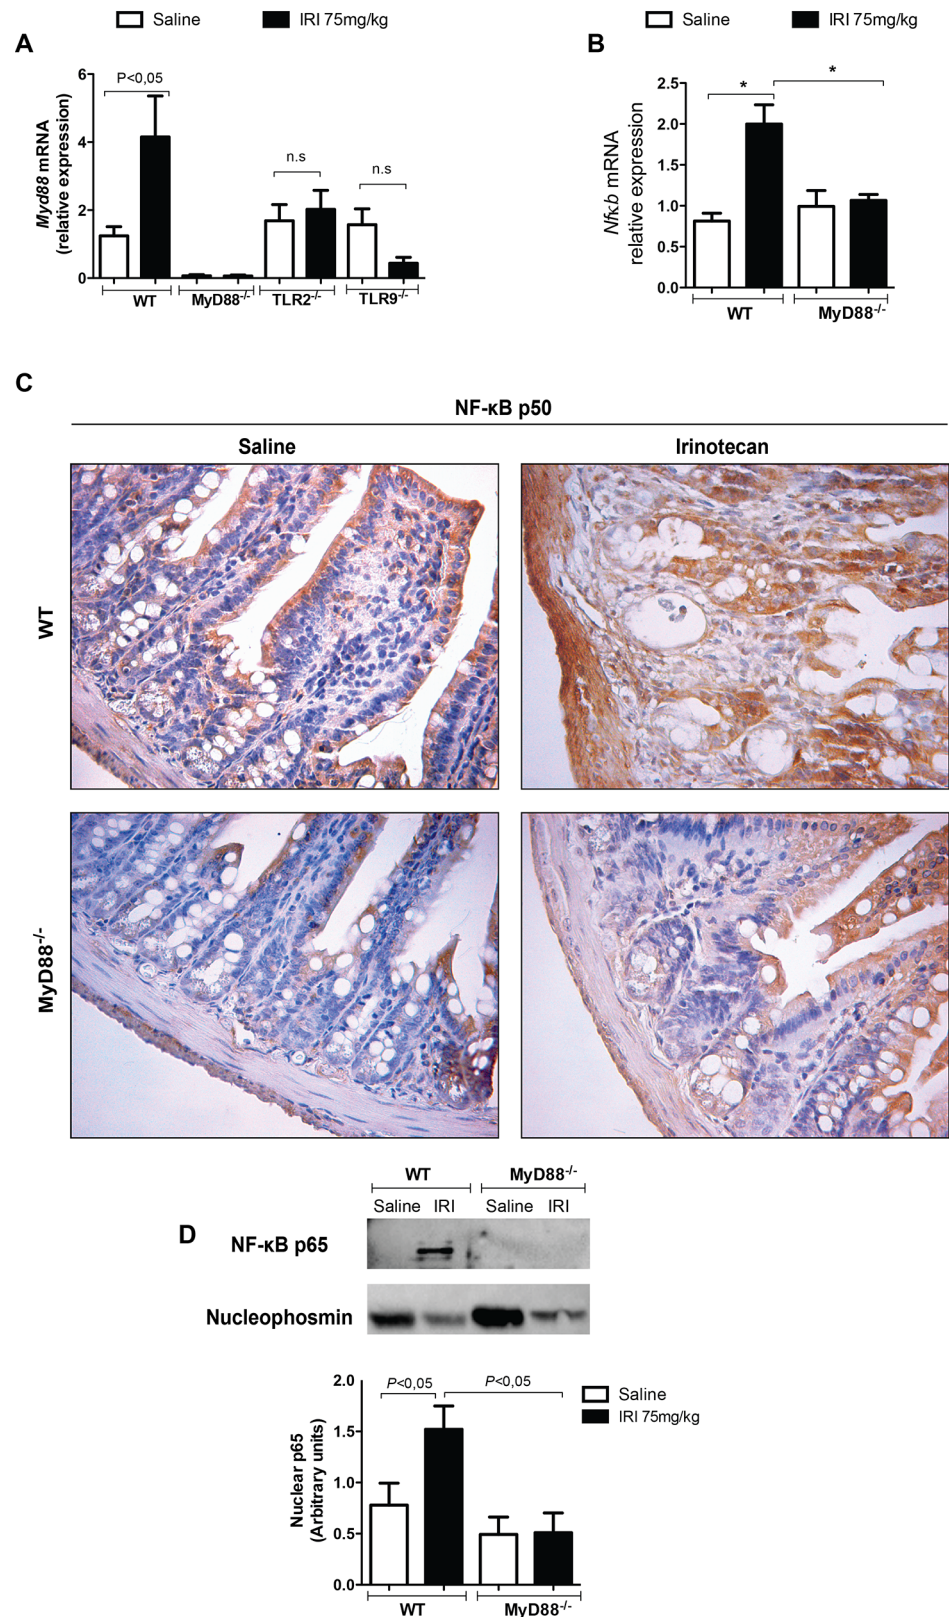 Saline IRI 75mg/kg
A
Myd88 mRNA
(relative expression)
6
4
2
0
P<0,05
n.s
n.s
WT MyD88-/- TLR2-/- TLR9-/-
Saline IRI 75mg/kg
B
Nfκb mRNA
relative expression
2.5
2.0
1.5
1.0
0.5
0.0
* *
WT MyD88-/-
C
NF-κB p50
Saline Irinotecan
WT
MyD88-/-
WT MyD88-/-
Saline IRI Saline IRI
D
NF-κB p65
Nucleophosmin
Nuclear p65
(Arbitrary units)
2.0
1.5
1.0
0.5
0.0
P<0,05 P<0,05
Saline
IRI 75mg/kg
WT MyD88-/-